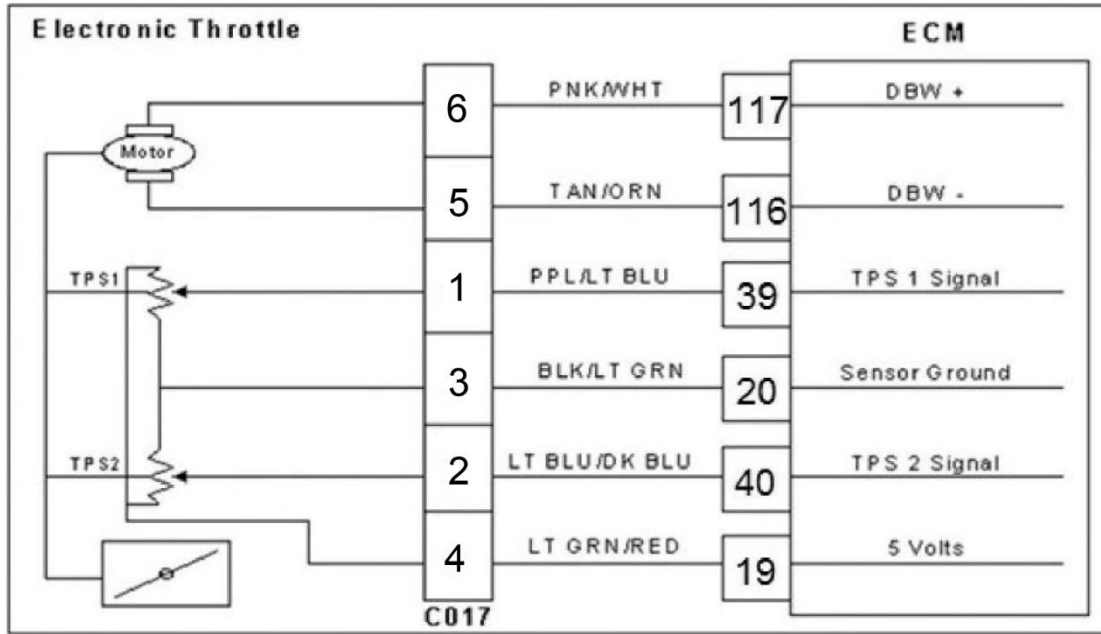 Electronic Throttle
ECM
6 PNK/WHT 117 DBW +
Motor
5 TAN/ORN 116 DBW -
TPS1 1 PPL/LT BLU 39 TPS 1 Signal
3 BLK/LT GRN 20 Sensor Ground
TPS2 2 LT BLU/DK BLU 40 TPS 2 Signal
4 LT GRN/RED 19 5 Volts
C017